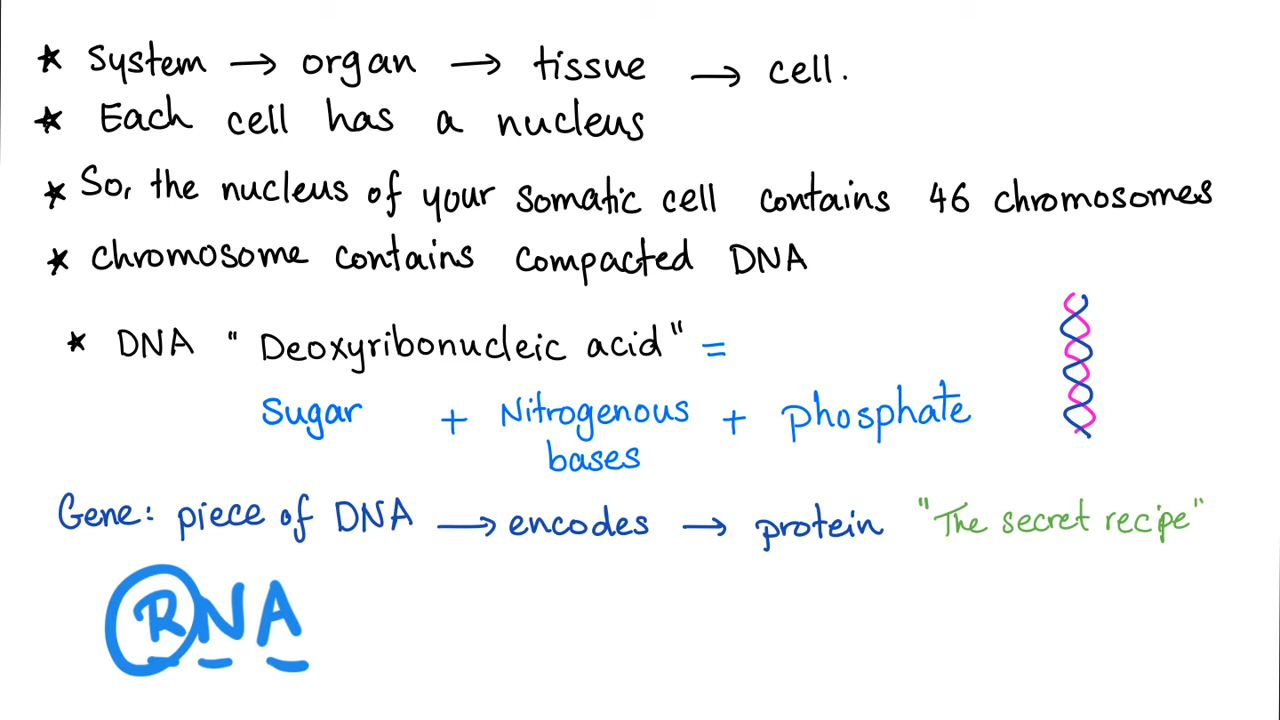 * System → organ → tissue → cell.
* Each cell has a nucleus
* So, the nucleus of your somatic cell contains 46 chromosomes
* Chromosome contains compacted DNA
* DNA " Deoxyribonucleic acid" =
Sugar + Nitrogenous bases + phosphate
Gene: piece of DNA → encodes → protein "The secret recipe"
RNA